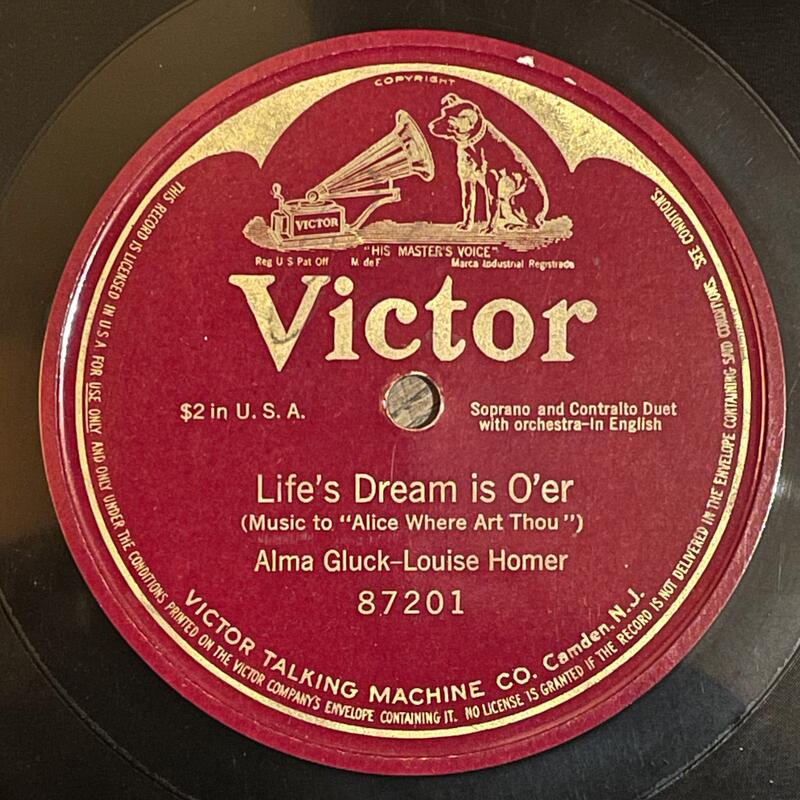 COPYRIGHT
VICTOR
"HIS MASTER'S VOICE"
Reg U S Pat Off M. de F Marca Industrial Registrada
Victor
$2 in U. S. A.
Soprano and Contralto Duet
with orchestra-In English
Life's Dream is O'er
(Music to "Alice Where Art Thou")
Alma Gluck-Louise Homer
87201
VICTOR TALKING MACHINE CO. Camden, N. J.
THIS RECORD IS LICENSED IN U.S.A. FOR USE ONLY AND ONLY UNDER THE CONDITIONS PRINTED ON THE VICTOR COMPANY'S ENVELOPE CONTAINING IT. NO LICENSE IS GRANTED IF THE RECORD IS NOT DELIVERED IN THE ENVELOPE CONTAINING SAID CONDITIONS. SEE CONDITIONS.